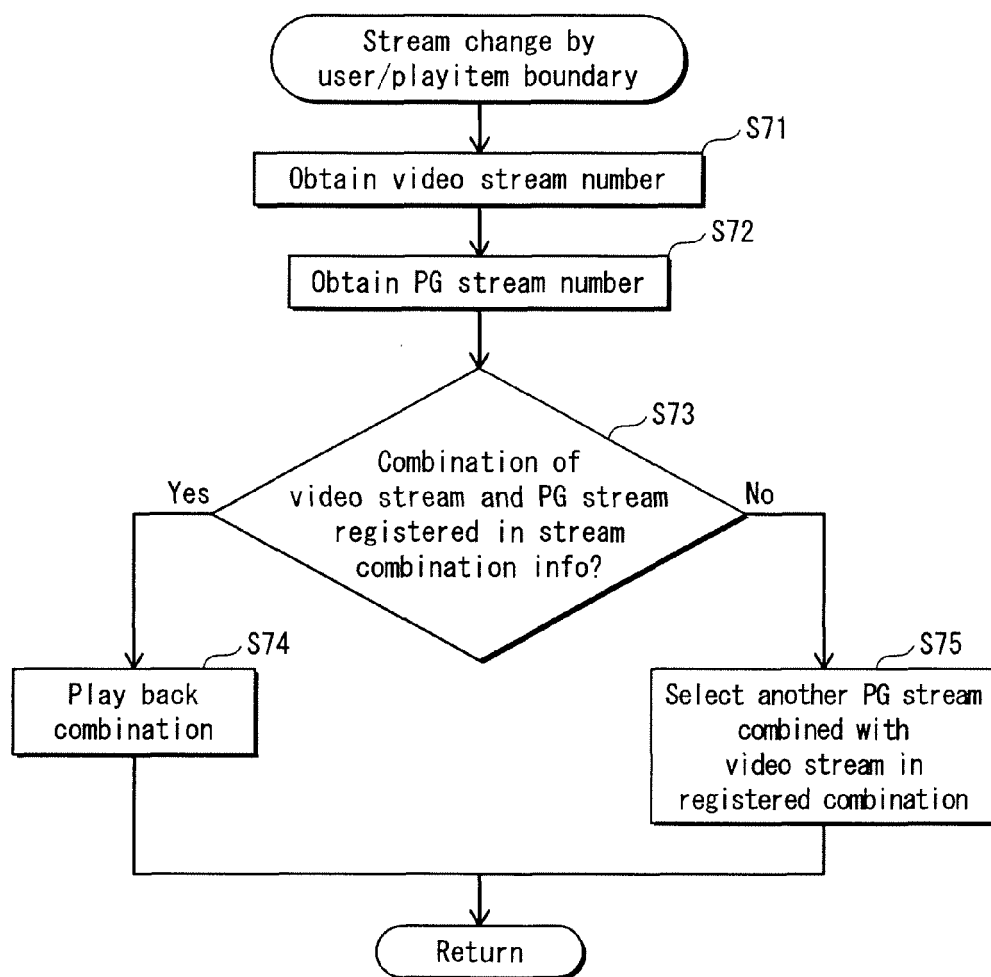 Stream change by
user/playitem boundary
S71
Obtain video stream number
S72
Obtain PG stream number
S73
Combination of
video stream and PG stream
registered in stream
combination info?
Yes
No
S74
Play back
combination
S75
Select another PG stream
combined with
video stream in
registered combination
Return